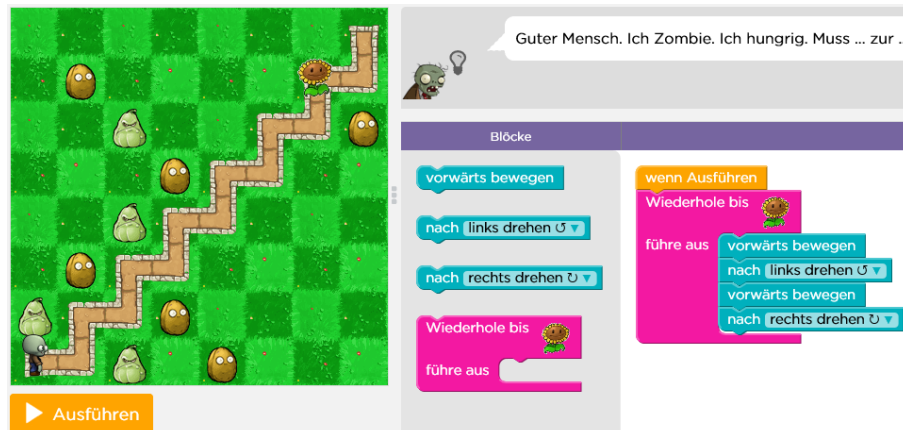 Guter Mensch. Ich Zombie. Ich hungrig. Muss ... zur ..
Blöcke
vorwärts bewegen
nach links drehen ↺ ▼
nach rechts drehen ↻ ▼
Wiederhole bis
führe aus
wenn Ausführen
Wiederhole bis
führe aus
vorwärts bewegen
nach links drehen ↺ ▼
vorwärts bewegen
nach rechts drehen ↻ ▼
Ausführen